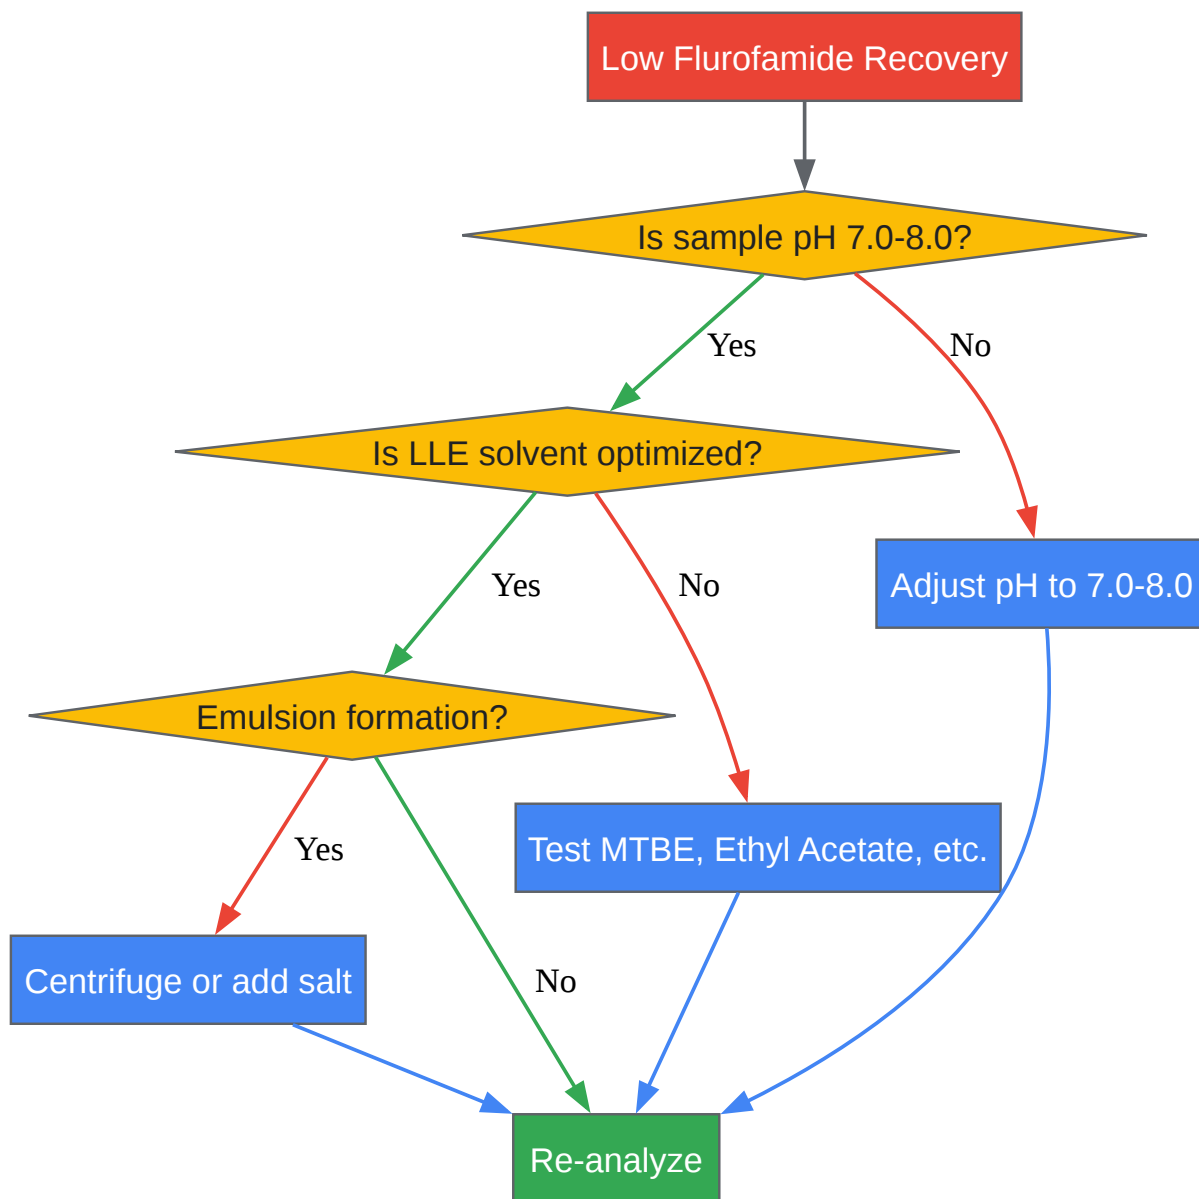 Low Flurofamide Recovery
Is sample pH 7.0-8.0?
Yes
No
Is LLE solvent optimized?
Yes
No
Adjust pH to 7.0-8.0
Emulsion formation?
Yes
Test MTBE, Ethyl Acetate, etc.
Centrifuge or add salt
No
Re-analyze